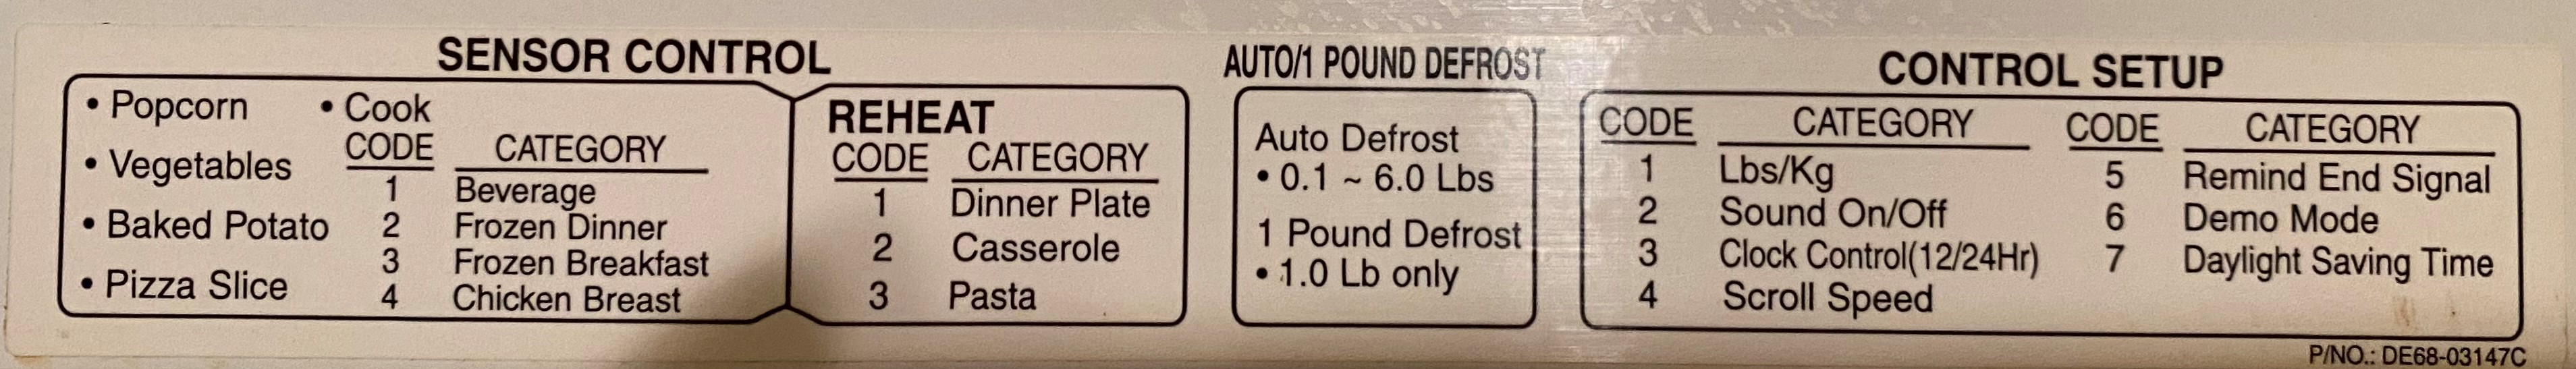 SENSOR CONTROL
• Popcorn
• Vegetables
• Baked Potato
• Pizza Slice
• Cook
CODE CATEGORY
1 Beverage
2 Frozen Dinner
3 Frozen Breakfast
4 Chicken Breast
REHEAT
CODE CATEGORY
1 Dinner Plate
2 Casserole
3 Pasta
AUTO/1 POUND DEFROST
Auto Defrost
• 0.1 ~ 6.0 Lbs
1 Pound Defrost
• 1.0 Lb only
CONTROL SETUP
CODE CATEGORY
1 Lbs/Kg
2 Sound On/Off
3 Clock Control(12/24Hr)
4 Scroll Speed
CODE CATEGORY
5 Remind End Signal
6 Demo Mode
7 Daylight Saving Time
P/NO.: DE68-03147C